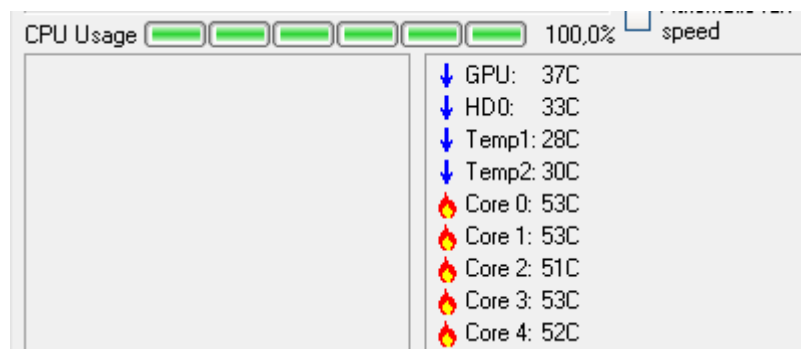 CPU Usage 100,0% speed
GPU: 37C
HD0: 33C
Temp1: 28C
Temp2: 30C
Core 0: 53C
Core 1: 53C
Core 2: 51C
Core 3: 53C
Core 4: 52C